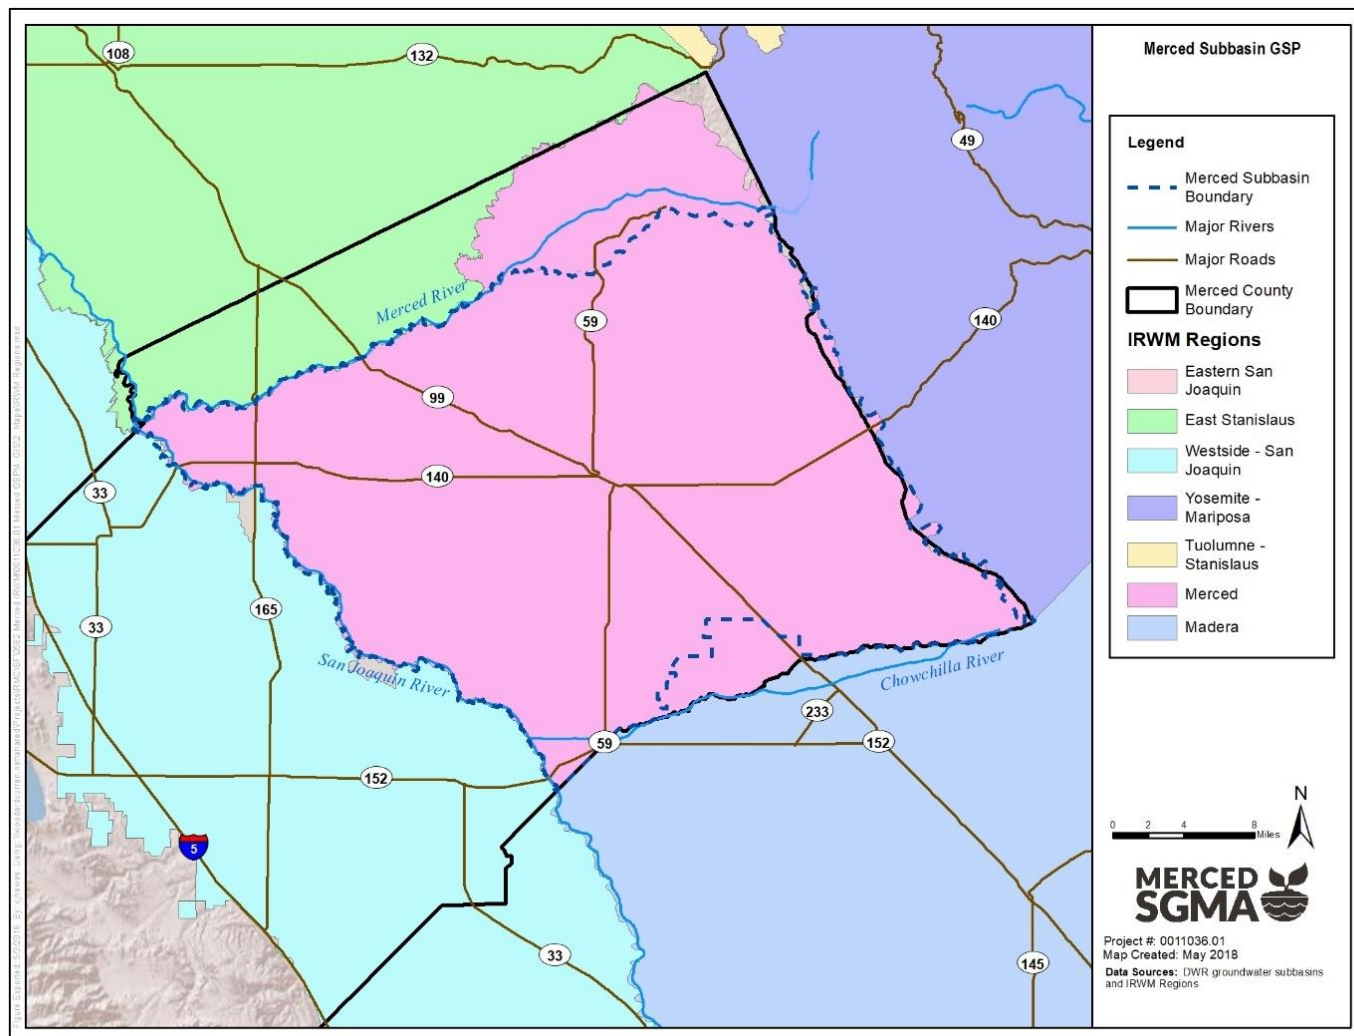 Merced Subbasin GSP
Legend
Merced Subbasin
Boundary
Major Rivers
Major Roads
Merced County
Boundary
IRWM Regions
Eastern San
Joaquin
East Stanislaus
Westside - San
Joaquin
Yosemite -
Mariposa
Tuolumne -
Stanislaus
Merced
Madera
108
132
49
Merced River
59
140
99
140
33
165
33
San Joaquin River
Chowchilla River
233
59
152
152
5
33
145
N
0 2 4 8
Miles
MERCED
SGMA
Project #: 0011036.01
Map Created: May 2018
Data Sources: DWR groundwater subbasins
and IRWM Regions